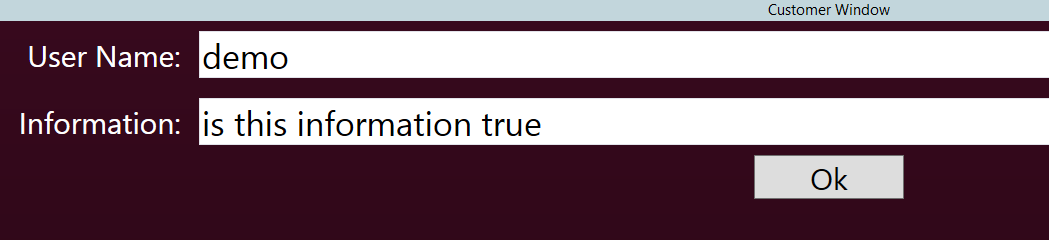 Customer Window
User Name: demo
Information: is this information true
Ok